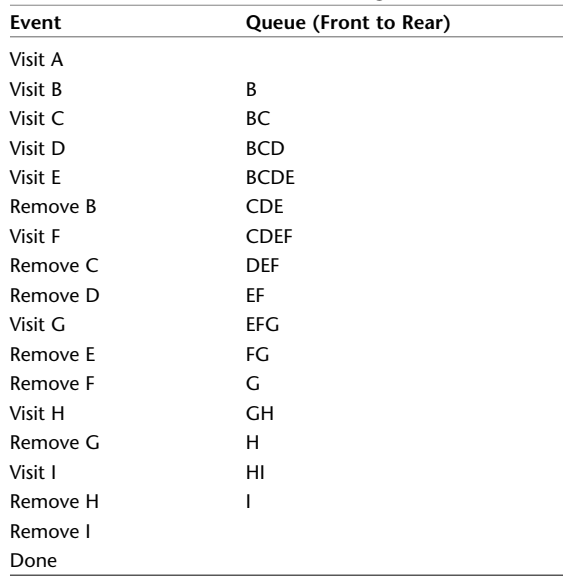 Event Queue (Front to Rear)
Visit A
Visit B B
Visit C BC
Visit D BCD
Visit E BCDE
Remove B CDE
Visit F CDEF
Remove C DEF
Remove D EF
Visit G EFG
Remove E FG
Remove F G
Visit H GH
Remove G H
Visit I HI
Remove H I
Remove I
Done